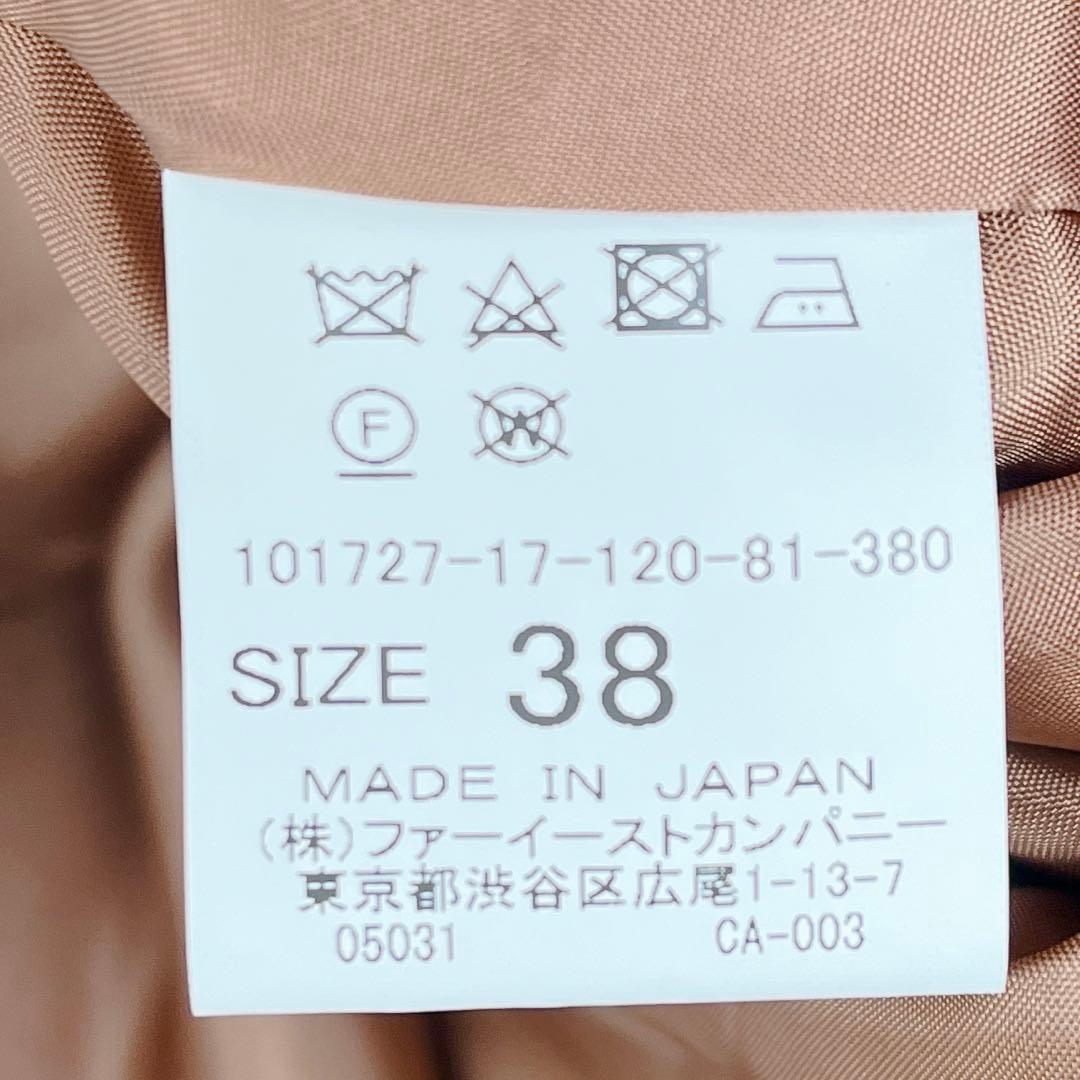 F
W
101727-17-120-81-380
SIZE 38
MADE IN JAPAN
(株)ファーイーストカンパニー
東京都渋谷区広尾1-13-7
05031 CA-003